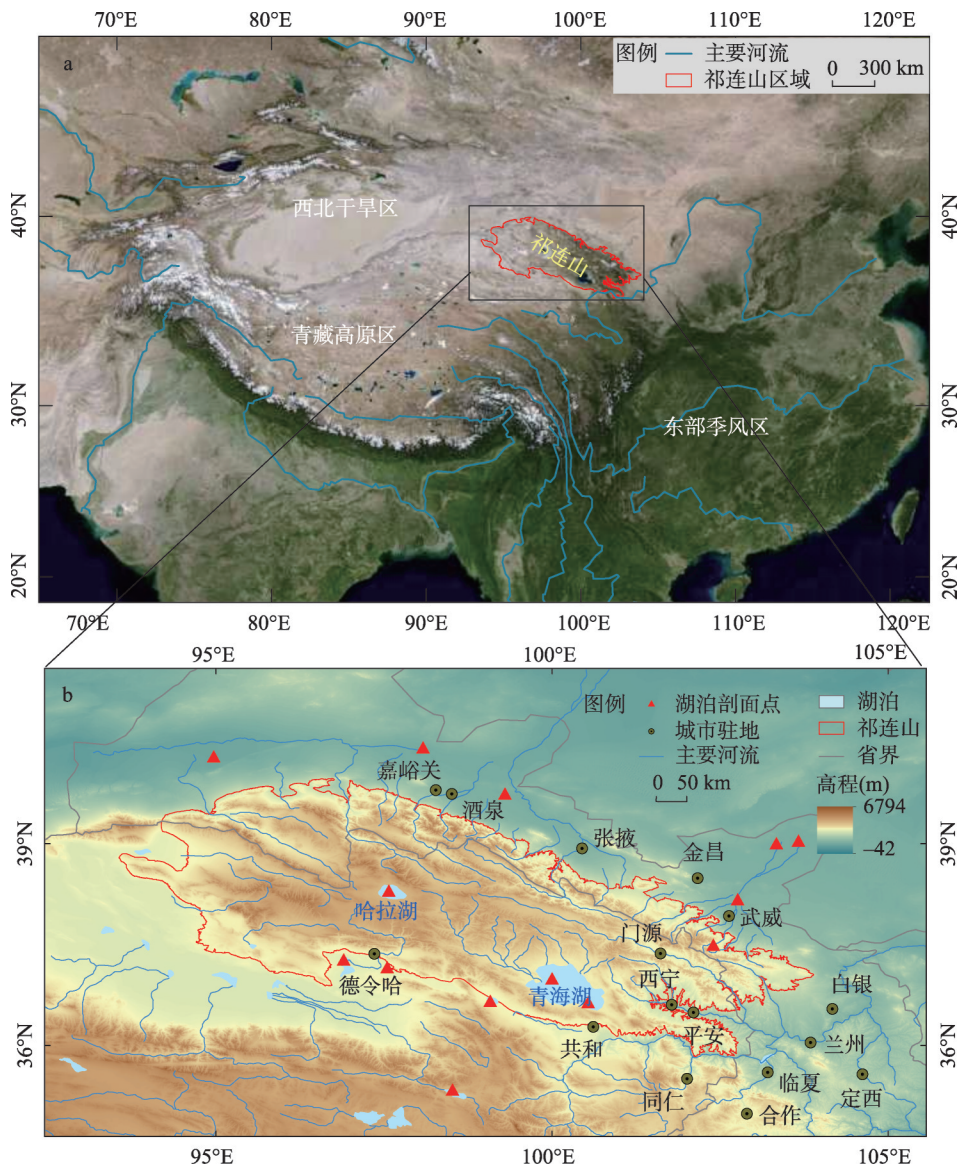 70°E 80°E 90°E 100°E 110°E 120°E
a
图例 主要河流 0 300 km
祁连山区域
40°N 40°N
西北干旱区
祁连山
青藏高原区
30°N 30°N
东部季风区
20°N 20°N
70°E 80°E 90°E 100°E 110°E 120°E
95°E 100°E 105°E
b
图例 湖泊剖面点 湖泊
城市驻地 祁连山
主要河流 省界
0 50 km 高程(m)
6794
-42
嘉峪关
酒泉
39°N 39°N
张掖
金昌
哈拉湖
武威
门源
德令哈
西宁
青海湖
白银
平安
36°N 36°N
共和
兰州
同仁
临夏
定西
合作
95°E 100°E 105°E